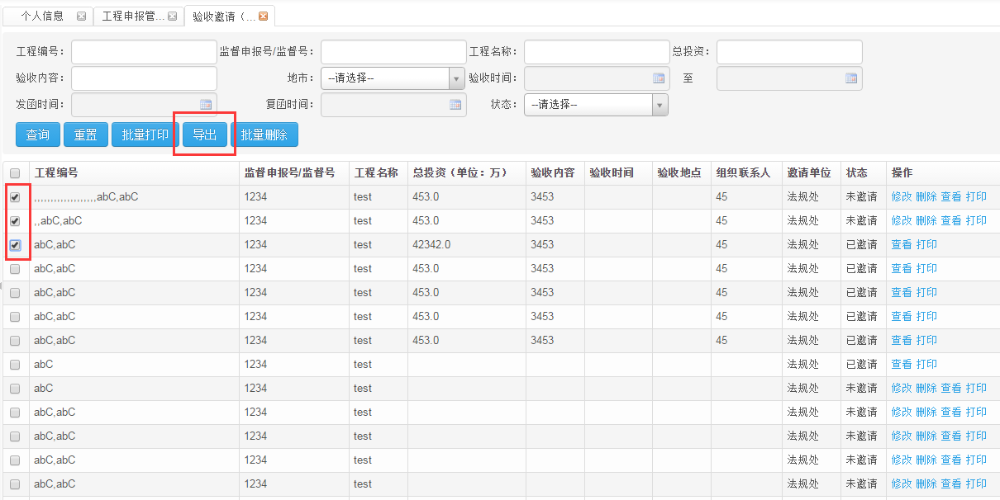 个人信息 工程申报管... 验收邀请（...
工程编号： 监督申报号/监督号： 工程名称： 总投资：
验收内容： 地市： --请选择-- 验收时间： 至
发函时间： 复函时间： 状态： --请选择--
查询 重置 批量打印 导出 批量删除
工程编号 监督申报号/监督号 工程名称 总投资（单位：万） 验收内容 验收时间 验收地点 组织联系人 邀请单位 状态 操作
,,,,,,,,,,,,,,,,,,,abC,abC 1234 test 453.0 3453 45 法规处 未邀请 修改 删除 查看 打印
,,abC,abC 1234 test 453.0 3453 45 法规处 未邀请 修改 删除 查看 打印
abC,abC 1234 test 42342.0 3453 45 法规处 已邀请 查看 打印
abC,abC 1234 test 453.0 3453 45 法规处 已邀请 查看 打印
abC,abC 1234 test 453.0 3453 45 法规处 已邀请 查看 打印
abC,abC 1234 test 453.0 3453 45 法规处 已邀请 查看 打印
abC,abC 1234 test 453.0 3453 45 法规处 已邀请 查看 打印
abC 1234 test 法规处 已邀请 查看 打印
abC 1234 test 法规处 未邀请 修改 删除 查看 打印
abC,abC 1234 test 法规处 未邀请 修改 删除 查看 打印
abC,abC 1234 test 法规处 未邀请 修改 删除 查看 打印
abC,abC 1234 test 法规处 未邀请 修改 删除 查看 打印
abC,abC 1234 test 法规处 未邀请 修改 删除 查看 打印